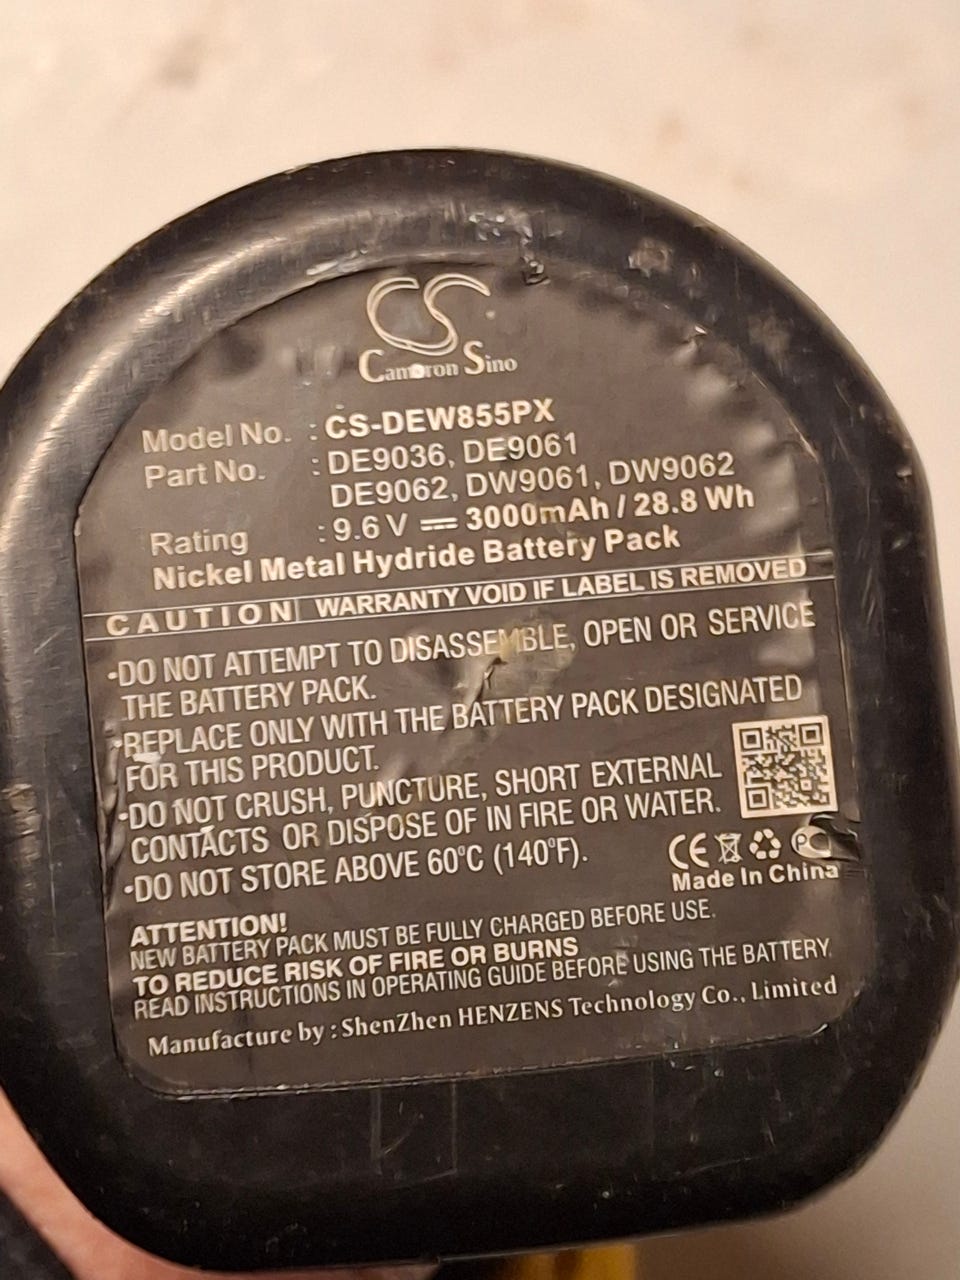 CS
Cameron Sino
Model No. : CS-DEW855PX
Part No. : DE9036, DE9061
DE9062, DW9061, DW9062
Rating : 9.6 V ⎓ 3000mAh / 28.8 Wh
Nickel Metal Hydride Battery Pack
CAUTION WARRANTY VOID IF LABEL IS REMOVED
·DO NOT ATTEMPT TO DISASSEMBLE, OPEN OR SERVICE
THE BATTERY PACK.
·REPLACE ONLY WITH THE BATTERY PACK DESIGNATED
FOR THIS PRODUCT.
·DO NOT CRUSH, PUNCTURE, SHORT EXTERNAL
CONTACTS OR DISPOSE OF IN FIRE OR WATER.
·DO NOT STORE ABOVE 60°C (140°F).
CE
Made In China
ATTENTION!
NEW BATTERY PACK MUST BE FULLY CHARGED BEFORE USE.
TO REDUCE RISK OF FIRE OR BURNS
READ INSTRUCTIONS IN OPERATING GUIDE BEFORE USING THE BATTERY.
Manufacture by : ShenZhen HENZENS Technology Co., Limited